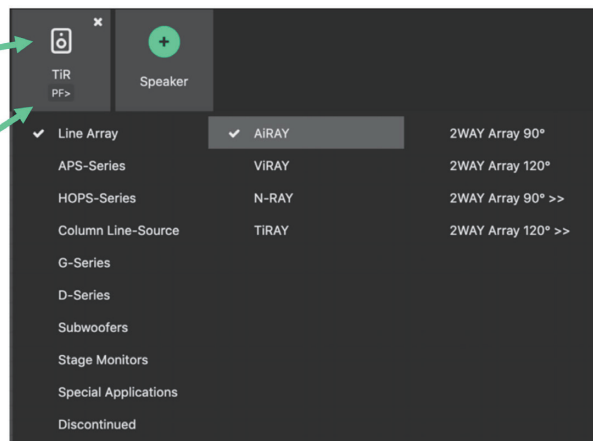 TiR
PF>
Speaker
Line Array
APS-Series
HOPS-Series
Column Line-Source
G-Series
D-Series
Subwoofers
Stage Monitors
Special Applications
Discontinued
AiRAY
ViRAY
N-RAY
TiRAY
2WAY Array 90°
2WAY Array 120°
2WAY Array 90° >>
2WAY Array 120° >>